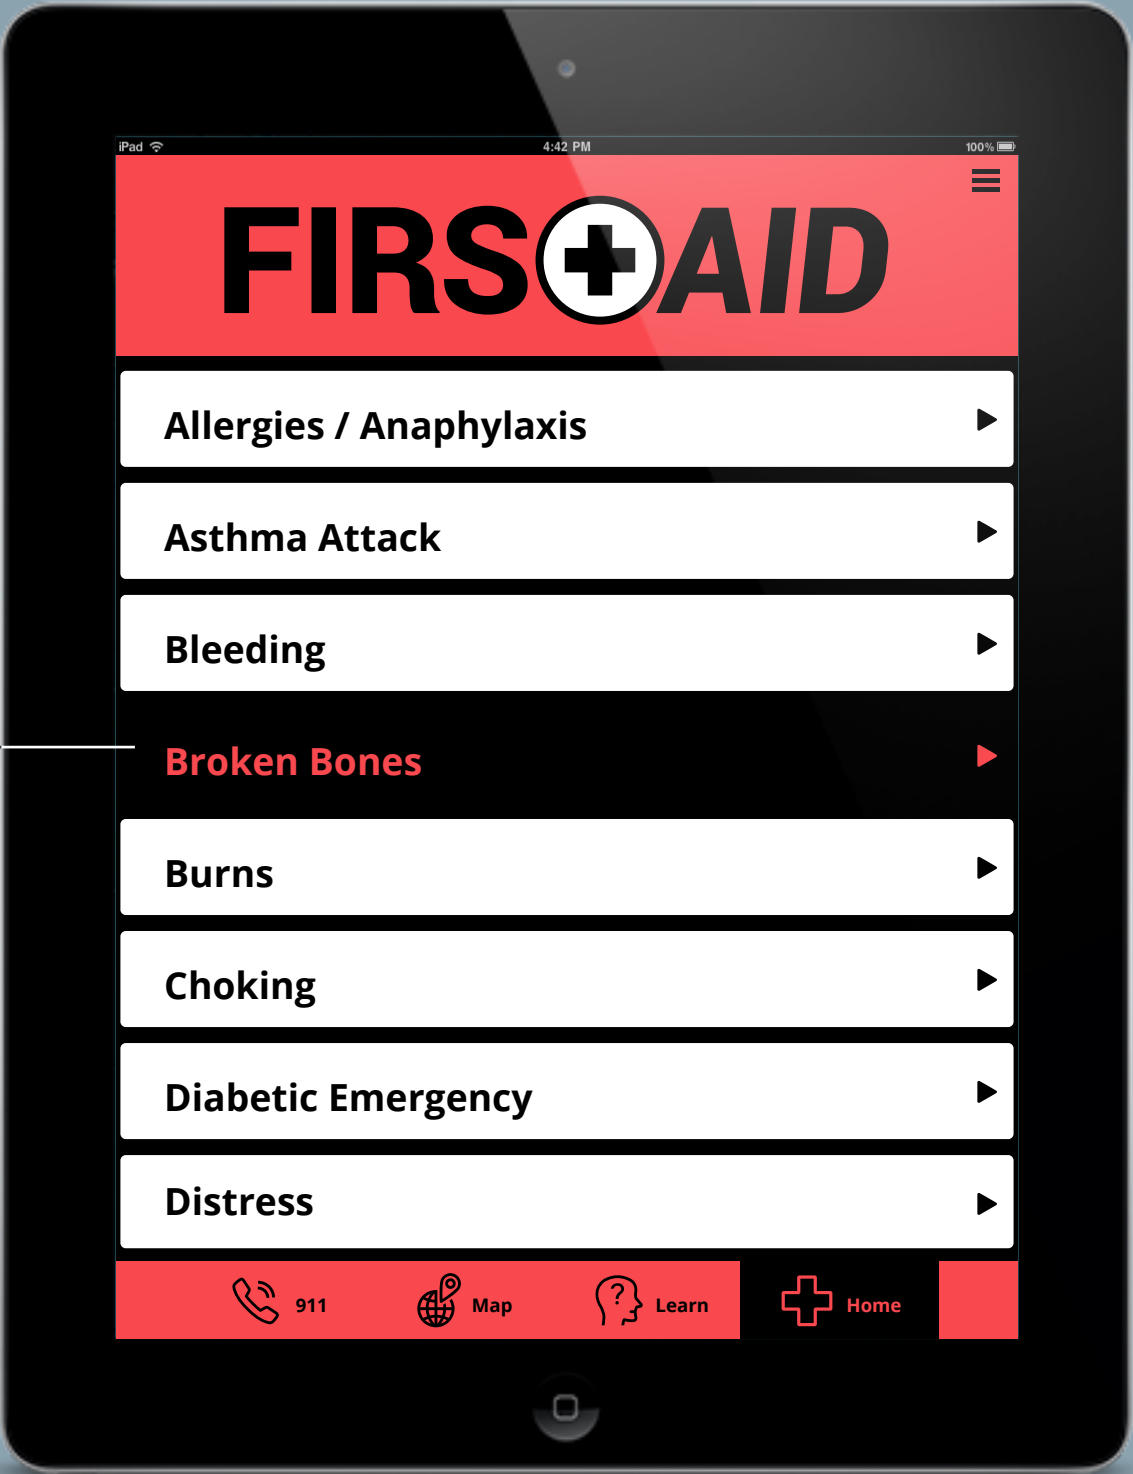 iPad 4:42 PM 100%
FIRS+AID
Allergies / Anaphylaxis
Asthma Attack
Bleeding
Broken Bones
Burns
Choking
Diabetic Emergency
Distress
911 Map ? Learn Home